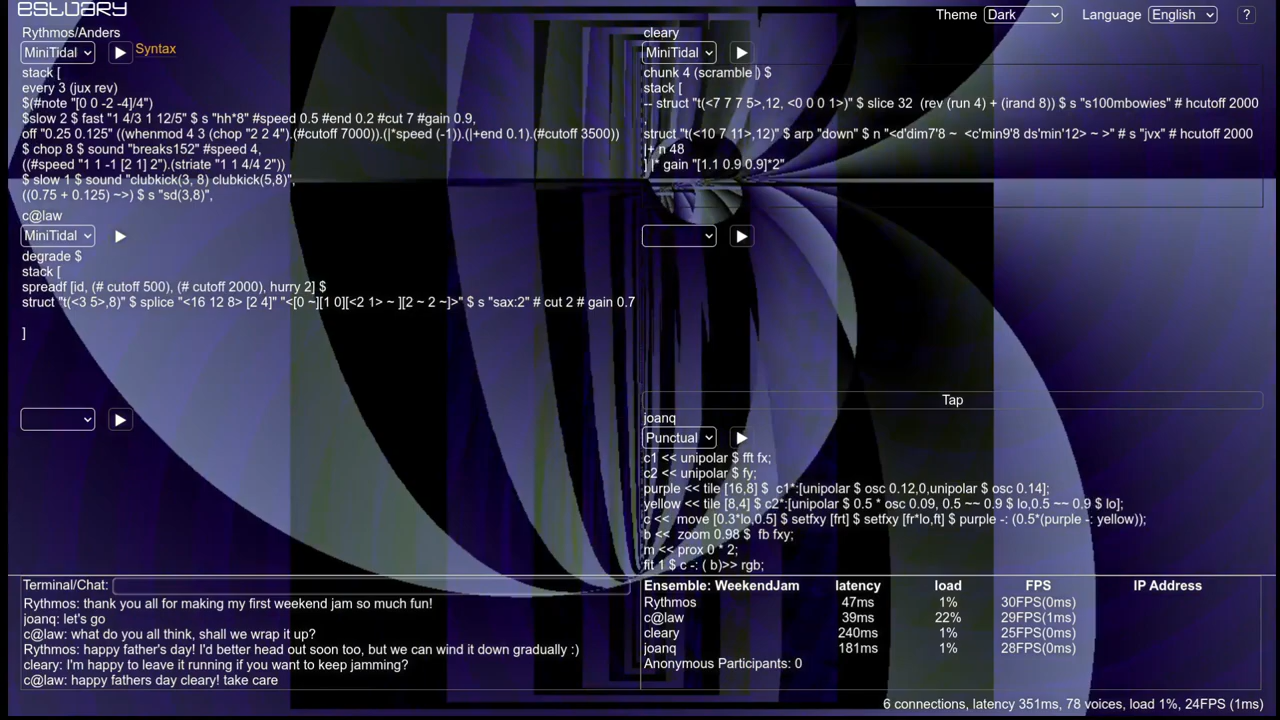 estuary
Theme Dark Language English ?
Rythmos/Anders
MiniTidal Syntax
stack [
every 3 (jux rev)
$(#note "[0 0 -2 -4]/4")
$slow 2 $ fast "1 4/3 1 12/5" $ s "hh*8" #speed 0.5 #end 0.2 #cut 7 #gain 0.9,
off "0.25 0.125" ((whenmod 4 3 (chop "2 2 4").(#cutoff 7000)).(|*speed (-1)).(|+end 0.1).(#cutoff 3500))
$ chop 8 $ sound "breaks152" #speed 4,
((#speed "1 1 -1 [2 1] 2").(striate "1 1 4/4 2"))
$ slow 1 $ sound "clubkick(3, 8) clubkick(5,8)",
((0.75 + 0.125) ~>) $ s "sd(3,8)",
cleary
MiniTidal
chunk 4 (scramble ) $
stack [
-- struct "t(<7 7 7 5>,12, <0 0 0 1>)" $ slice 32  (rev (run 4) + (irand 8)) $ s "s100mbowies" # hcutoff 2000
,
struct "t(<10 7 11>,12)" $ arp "down" $ n "<d'dim7'8 ~  <c'min9'8 ds'min'12> ~ >" # s "jvx" # hcutoff 2000
|+ n 48
] |* gain "[1.1 0.9 0.9]*2"
c@law
MiniTidal
degrade $
stack [
spreadf [id, (# cutoff 500), (# cutoff 2000), hurry 2] $
struct "t(<3 5>,8)" $ splice "<16 12 8> [2 4]" "<[0 ~][1 0][<2 1> ~ ][2 ~ 2 ~]>" $ s "sax:2" # cut 2 # gain 0.7
]
Tap
joanq
Punctual
c1 << unipolar $ fft fx;
c2 << unipolar $ fy;
purple << tile [16,8] $  c1*:[unipolar $ osc 0.12,0,unipolar $ osc 0.14];
yellow << tile [8,4] $ c2*:[unipolar $ 0.5 * osc 0.09, 0.5 ~~ 0.9 $ lo,0.5 ~~ 0.9 $ lo];
c <<  move [0.3*lo,0.5] $ setfxy [frt] $ setfxy [fr*lo,ft] $ purple -: (0.5*(purple -: yellow));
b <<  zoom 0.98 $  fb fxy;
m << prox 0 * 2;
fit 1 $ c -: ( b)>> rgb;
Terminal/Chat:
Rythmos: thank you all for making my first weekend jam so much fun!
joanq: let's go
c@law: what do you all think, shall we wrap it up?
Rythmos: happy father's day! I'd better head out soon too, but we can wind it down gradually :)
cleary: I'm happy to leave it running if you want to keep jamming?
c@law: happy fathers day cleary! take care
Ensemble: WeekendJam latency load FPS IP Address
Rythmos 47ms 1% 30FPS(0ms)
c@law 39ms 22% 29FPS(1ms)
cleary 240ms 1% 25FPS(0ms)
joanq 181ms 1% 28FPS(0ms)
Anonymous Participants: 0
6 connections, latency 351ms, 78 voices, load 1%, 24FPS (1ms)